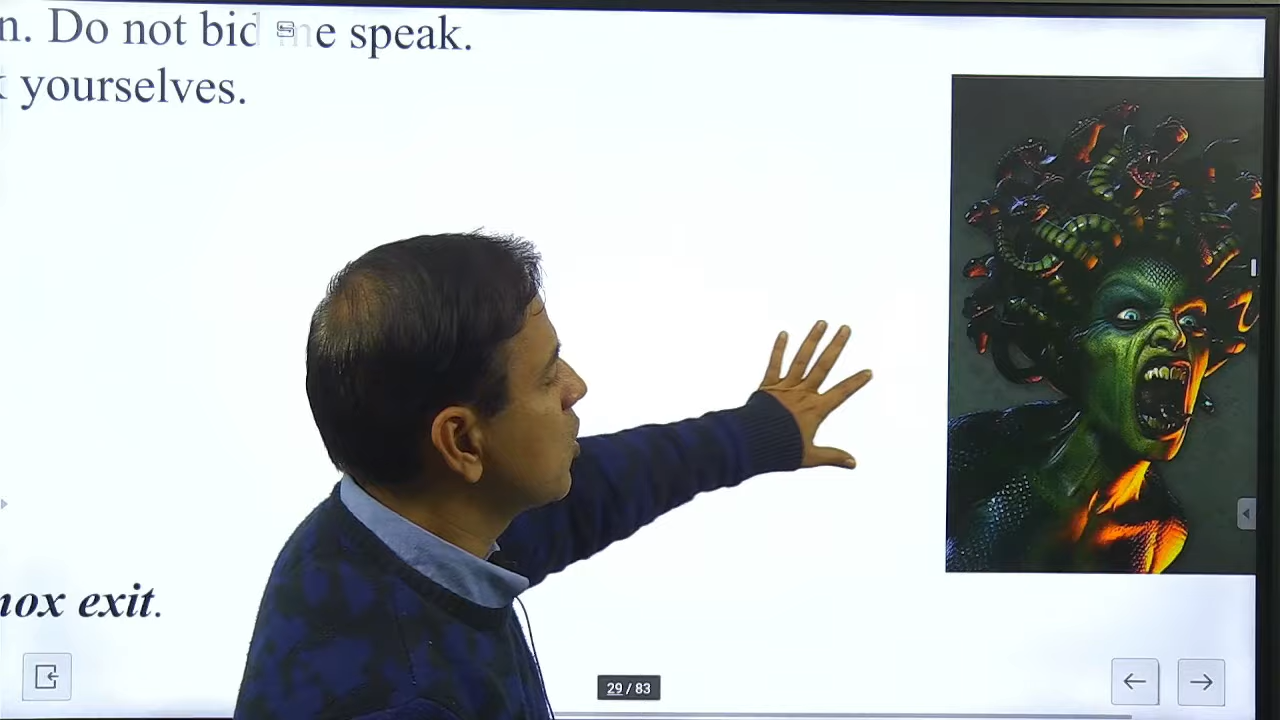 n. Do not bid me speak.
yourselves.
nox exit.
29 / 83